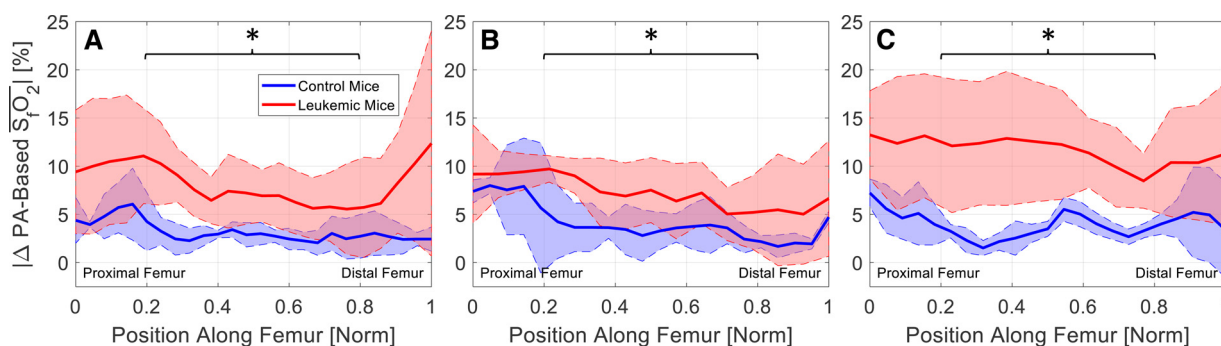 |Δ PA-Based S̅f̅O̅₂̅| [%]
25
20
15
10
5
0
A
*
Control Mice
Leukemic Mice
Proximal Femur
Distal Femur
0 0.2 0.4 0.6 0.8 1
Position Along Femur [Norm]
25
20
15
10
5
0
B
*
Proximal Femur
Distal Femur
0 0.2 0.4 0.6 0.8 1
Position Along Femur [Norm]
25
20
15
10
5
0
C
*
Proximal Femur
Distal Femur
0 0.2 0.4 0.6 0.8
Position Along Femur [Norm]